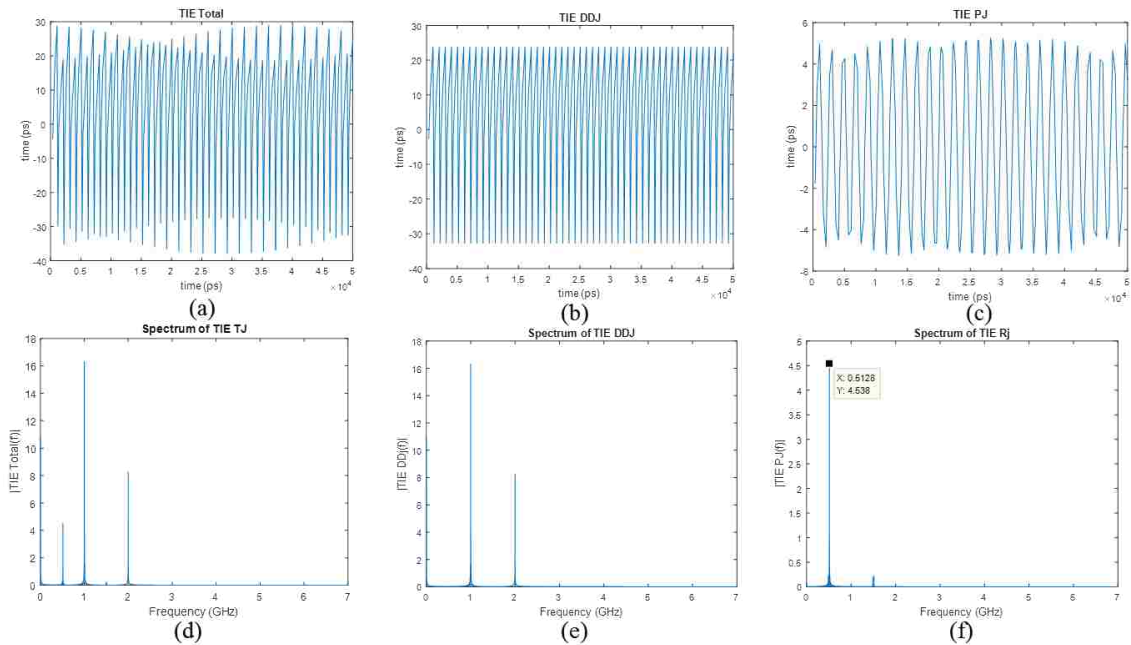 TIE Total
30
20
10
0
-10
-20
-30
-40
time (ps)
0 0.5 1 1.5 2 2.5 3 3.5 4 4.5 5
time (ps)
× 10⁴
(a)
TIE DDJ
30
20
10
0
-10
-20
-30
-40
time (ps)
0 0.5 1 1.5 2 2.5 3 3.5 4 4.5 5
time (ps)
× 10⁴
(b)
TIE PJ
6
4
2
0
-2
-4
-6
time (ps)
0 0.5 1 1.5 2 2.5 3 3.5 4 4.5 5
time (ps)
× 10⁴
(c)
Spectrum of TIE TJ
18
16
14
12
10
8
6
4
2
0
|TIE Total(f)|
0 1 2 3 4 5 6 7
Frequency (GHz)
(d)
Spectrum of TIE DDJ
18
16
14
12
10
8
6
4
2
0
|TIE DDj(f)|
0 1 2 3 4 5 6 7
Frequency (GHz)
(e)
Spectrum of TIE Rj
5
4.5
4
3.5
3
2.5
2
1.5
1
0.5
0
|TIE PJ(f)|
X: 0.5128
Y: 4.538
0 1 2 3 4 5 6 7
Frequency (GHz)
(f)